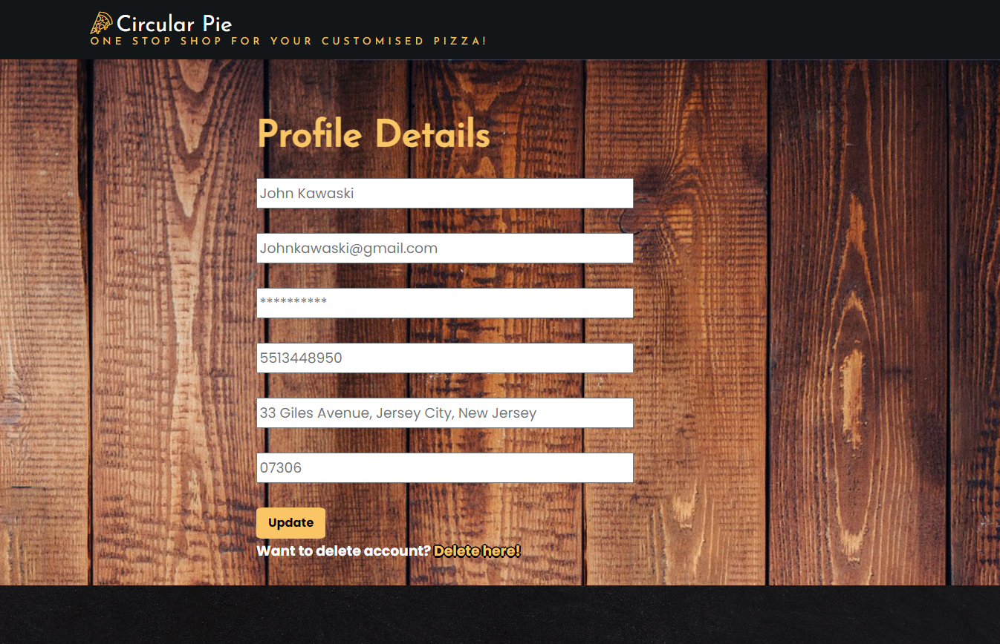 Circular Pie
ONE STOP SHOP FOR YOUR CUSTOMISED PIZZA!
Profile Details
John Kawaski
Johnkawaski@gmail.com
**********
5513448950
33 Giles Avenue, Jersey City, New Jersey
07306
Update
Want to delete account? Delete here!